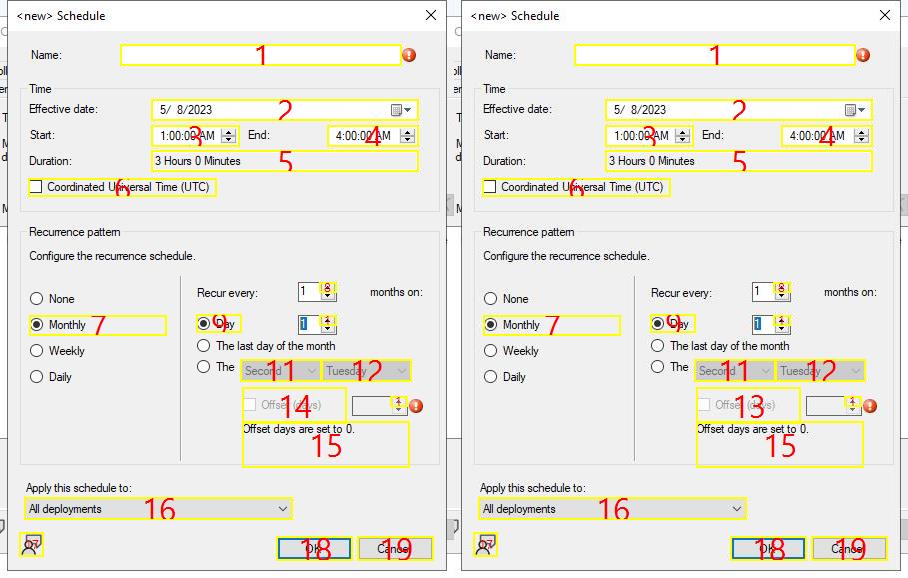 <new> Schedule
Name:
1
Time
Effective date:
5/ 8/2023
2
Start:
1:00:00 AM
3
End:
4:00:00 AM
4
Duration:
3 Hours 0 Minutes
5
Coordinated Universal Time (UTC)
6
Recurrence pattern
Configure the recurrence schedule.
None
Monthly
7
Weekly
Daily
Recur every:
1
8
months on:
Day
9
1
The last day of the month
The
Second
11
Tuesday
12
Offset (days)
14
Offset days are set to 0.
15
Apply this schedule to:
All deployments
16
OK
18
Cancel
19
<new> Schedule
Name:
1
Time
Effective date:
5/ 8/2023
2
Start:
1:00:00 AM
3
End:
4:00:00 AM
4
Duration:
3 Hours 0 Minutes
5
Coordinated Universal Time (UTC)
6
Recurrence pattern
Configure the recurrence schedule.
None
Monthly
7
Weekly
Daily
Recur every:
1
8
months on:
Day
9
1
The last day of the month
The
Second
11
Tuesday
12
Offset (days)
13
Offset days are set to 0.
15
Apply this schedule to:
All deployments
16
OK
18
Cancel
19